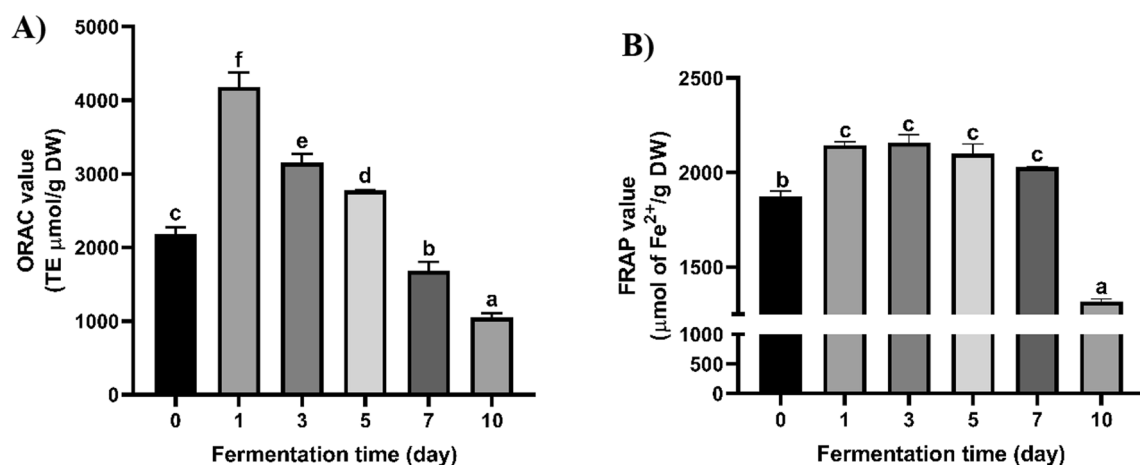 A)
ORAC value
(TE μmol/g DW)
5000
4000
3000
2000
1000
0
c
f
e
d
b
a
0 1 3 5 7 10
Fermentation time (day)
B)
FRAP value
(μmol of Fe²⁺/g DW)
2500
2000
1500
1000
500
0
b
c
c
c
c
a
0 1 3 5 7 10
Fermentation time (day)